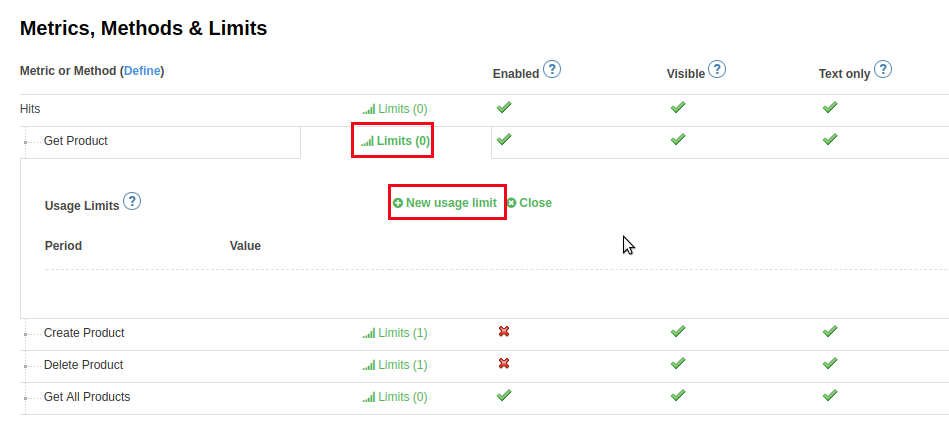 Metrics, Methods & Limits
Metric or Method (Define) Enabled ? Visible ? Text only ?
Hits Limits (0)
Get Product Limits (0)
Usage Limits ? New usage limit Close
Period Value
Create Product Limits (1)
Delete Product Limits (1)
Get All Products Limits (0)